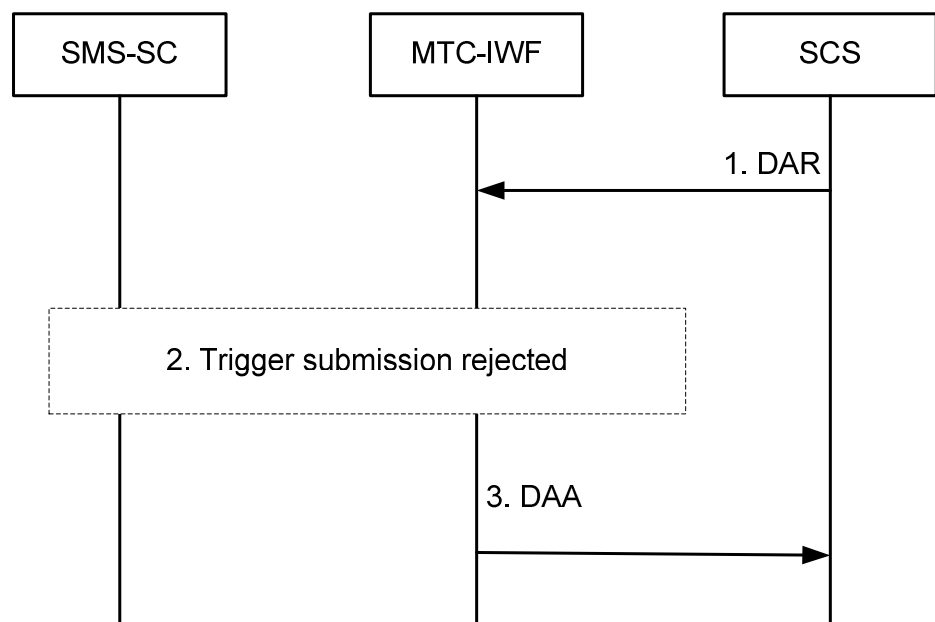 SMS-SC
MTC-IWF
SCS
1. DAR
2. Trigger submission rejected
3. DAA